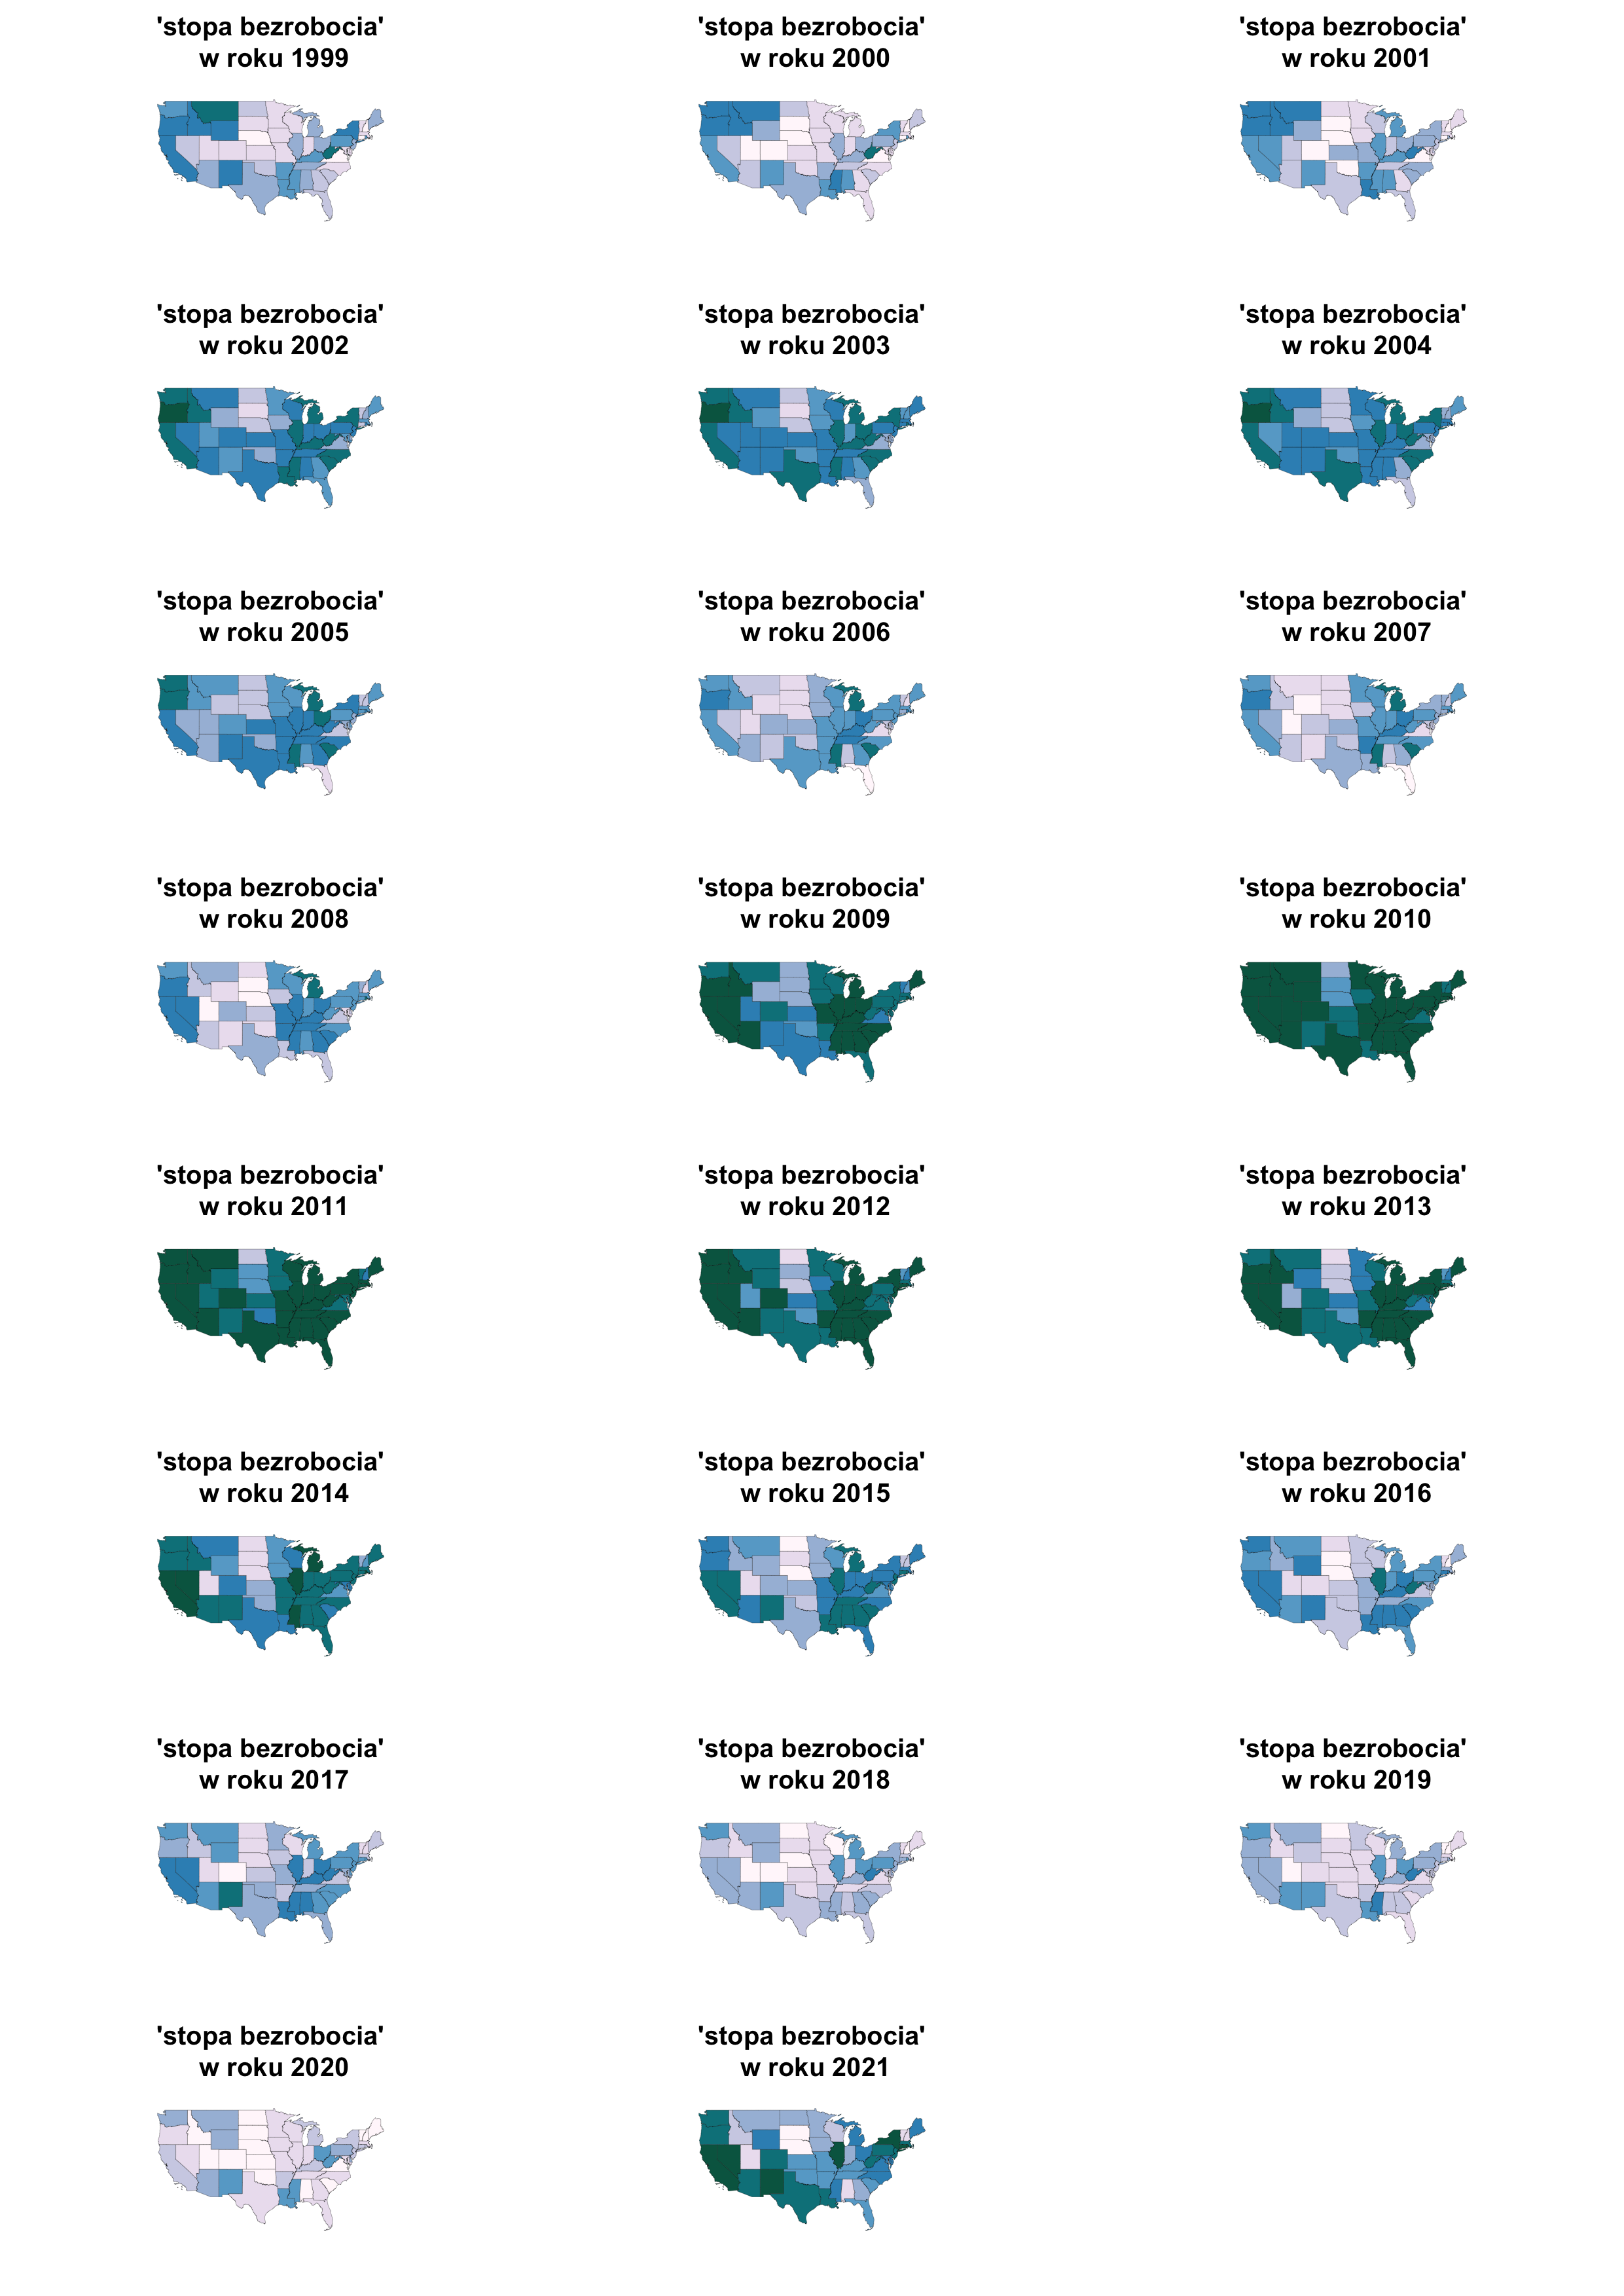 'stopa bezrobocia'
w roku 1999
'stopa bezrobocia'
w roku 2000
'stopa bezrobocia'
w roku 2001
'stopa bezrobocia'
w roku 2002
'stopa bezrobocia'
w roku 2003
'stopa bezrobocia'
w roku 2004
'stopa bezrobocia'
w roku 2005
'stopa bezrobocia'
w roku 2006
'stopa bezrobocia'
w roku 2007
'stopa bezrobocia'
w roku 2008
'stopa bezrobocia'
w roku 2009
'stopa bezrobocia'
w roku 2010
'stopa bezrobocia'
w roku 2011
'stopa bezrobocia'
w roku 2012
'stopa bezrobocia'
w roku 2013
'stopa bezrobocia'
w roku 2014
'stopa bezrobocia'
w roku 2015
'stopa bezrobocia'
w roku 2016
'stopa bezrobocia'
w roku 2017
'stopa bezrobocia'
w roku 2018
'stopa bezrobocia'
w roku 2019
'stopa bezrobocia'
w roku 2020
'stopa bezrobocia'
w roku 2021